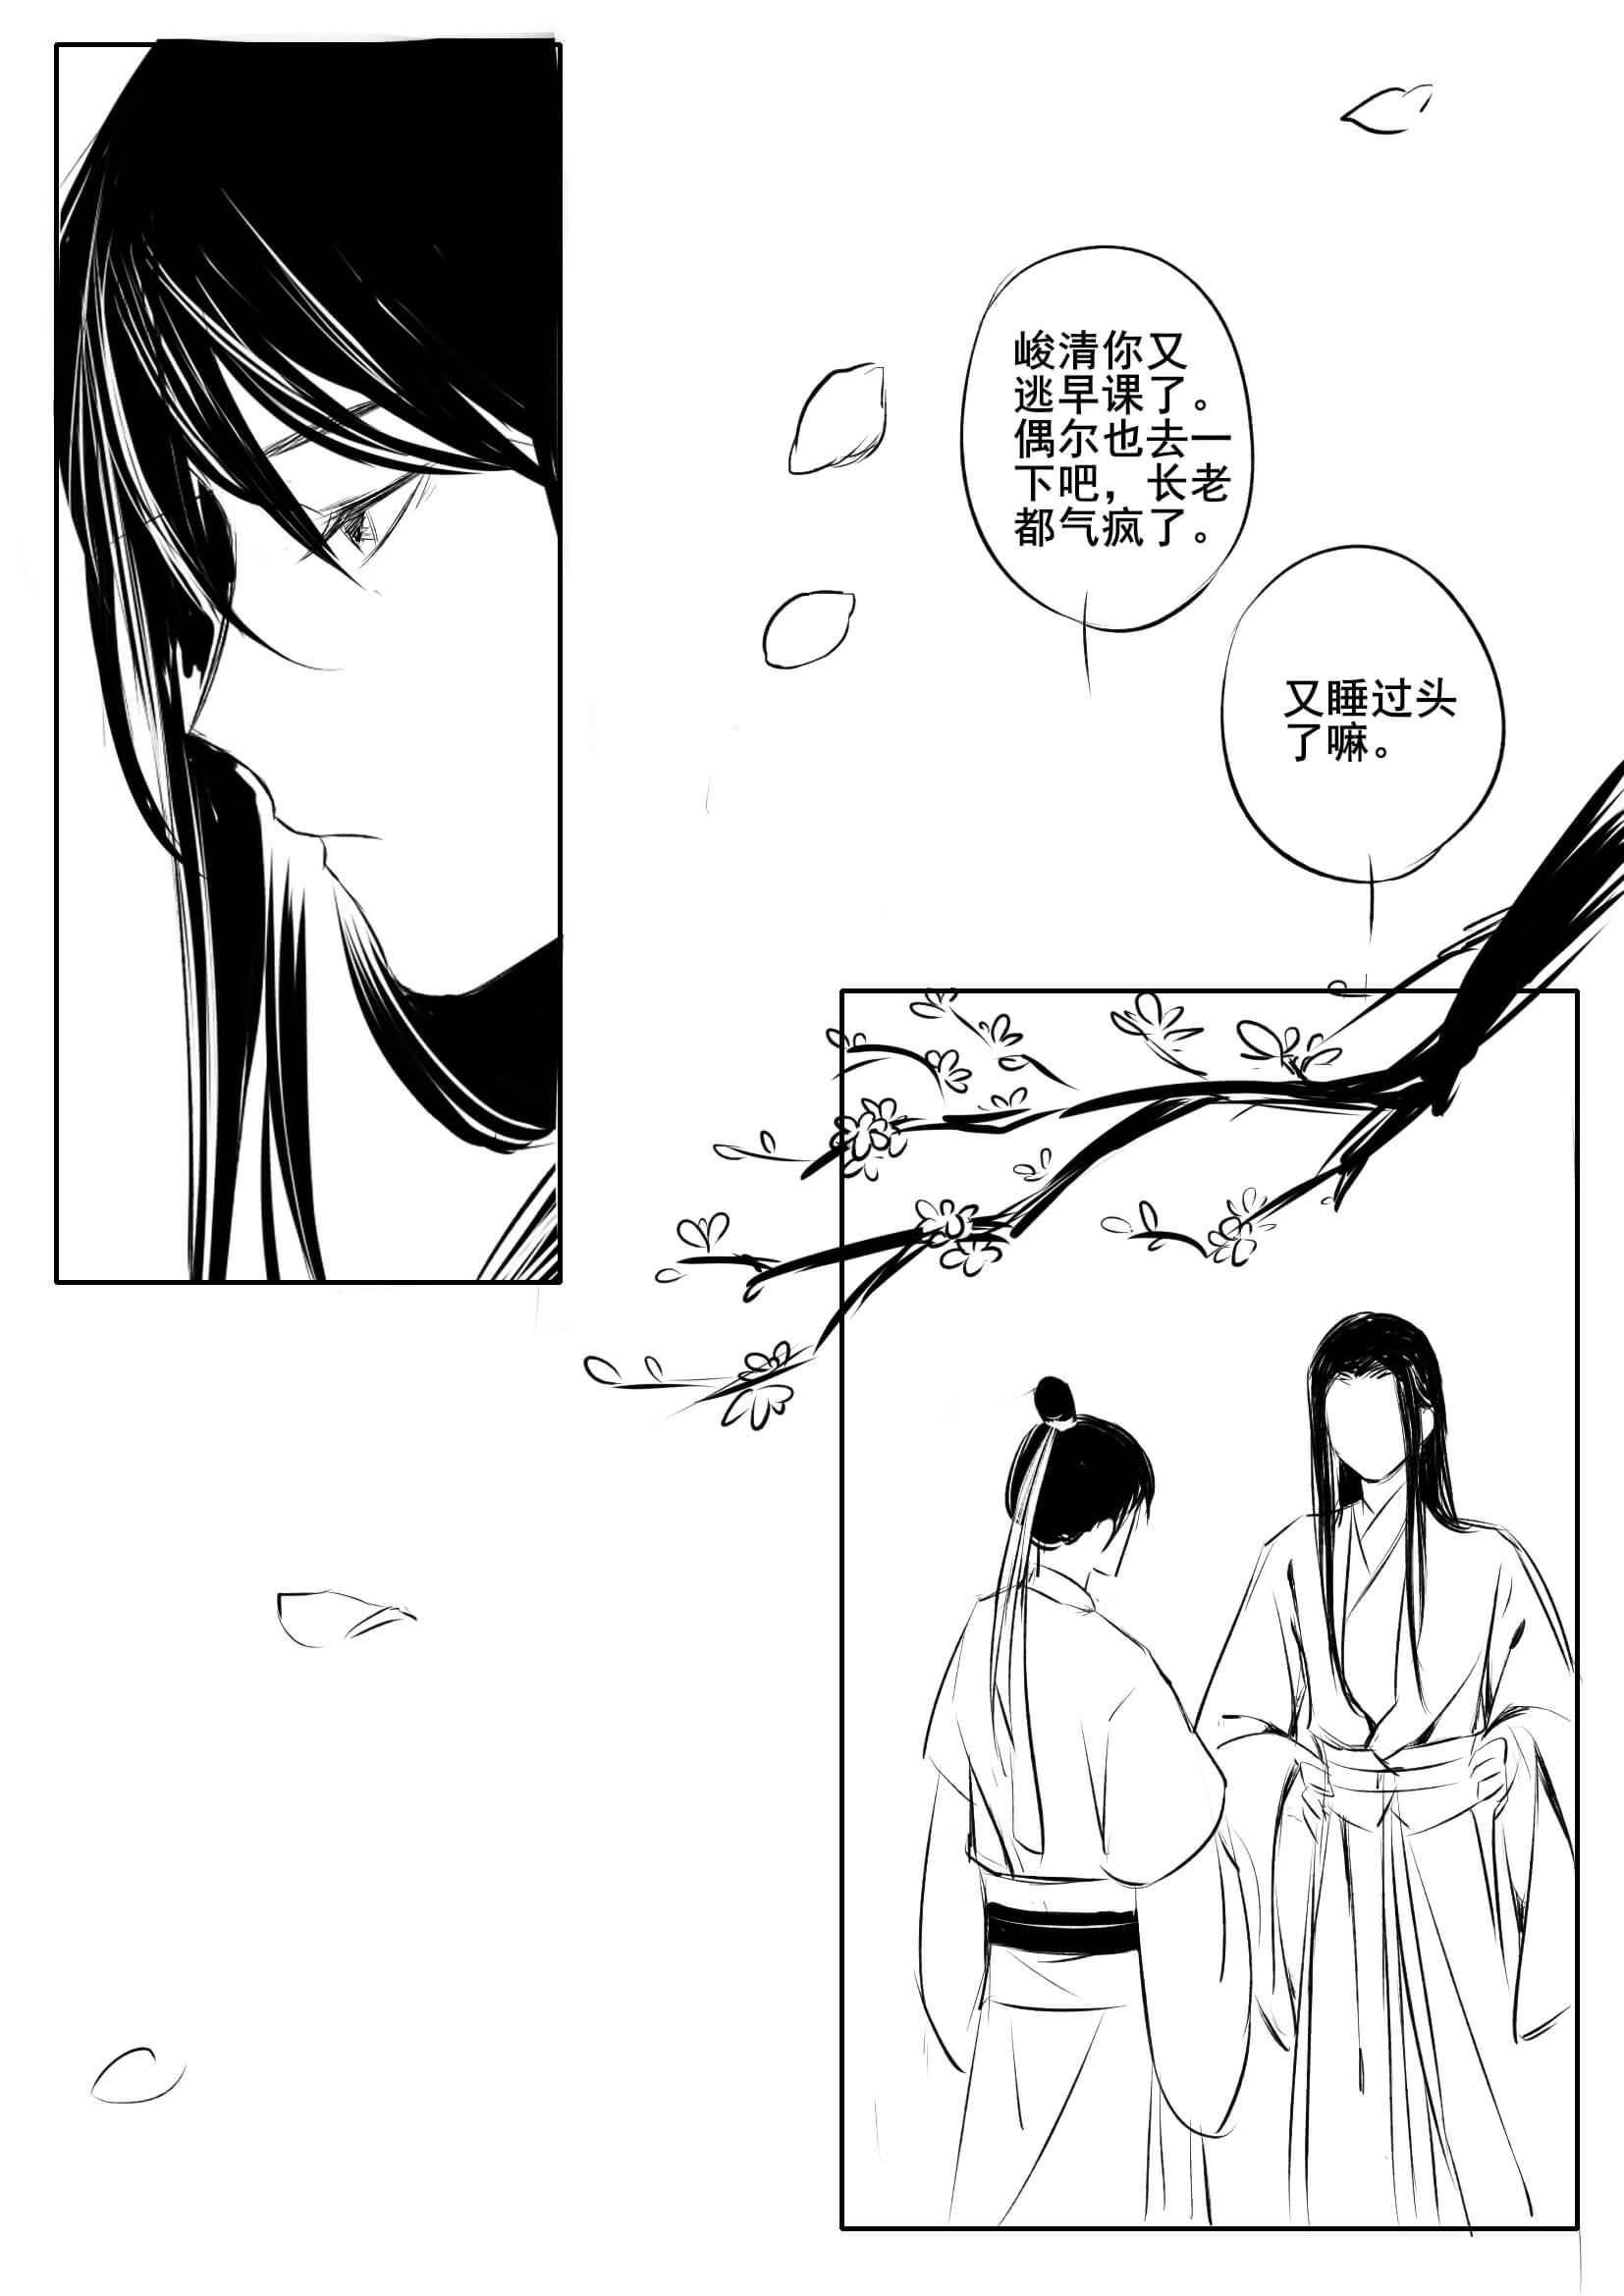 峻清你又
逃早课了。
偶尔也去一
下吧，长老
都气疯了。
又睡过头
了嘛。